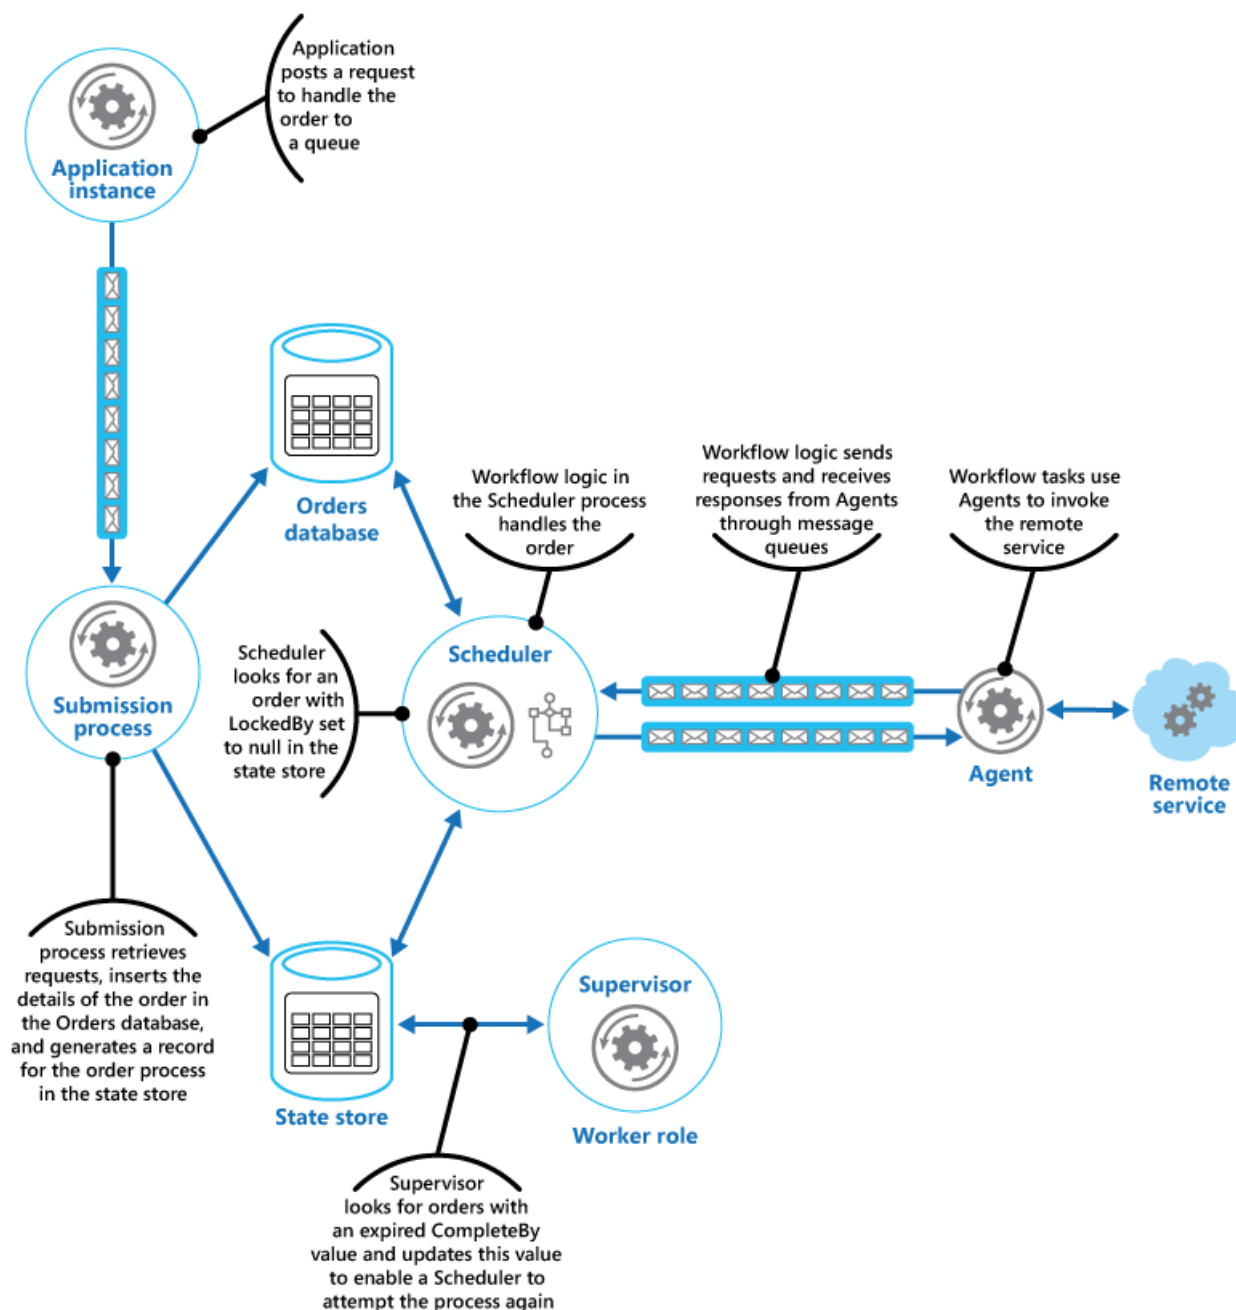 Application
posts a request
to handle the
order to
a queue
Application
instance
Orders
database
Workflow logic in
the Scheduler process
handles the
order
Workflow logic sends
requests and receives
responses from Agents
through message
queues
Workflow tasks use
Agents to invoke
the remote
service
Submission
process
Scheduler
looks for an
order with
LockedBy set
to null in the
state store
Scheduler
Agent
Remote
service
Submission
process retrieves
requests, inserts the
details of the order in
the Orders database,
and generates a record
for the order process
in the state store
State store
Supervisor
Worker role
Supervisor
looks for orders with
an expired CompleteBy
value and updates this value
to enable a Scheduler to
attempt the process again